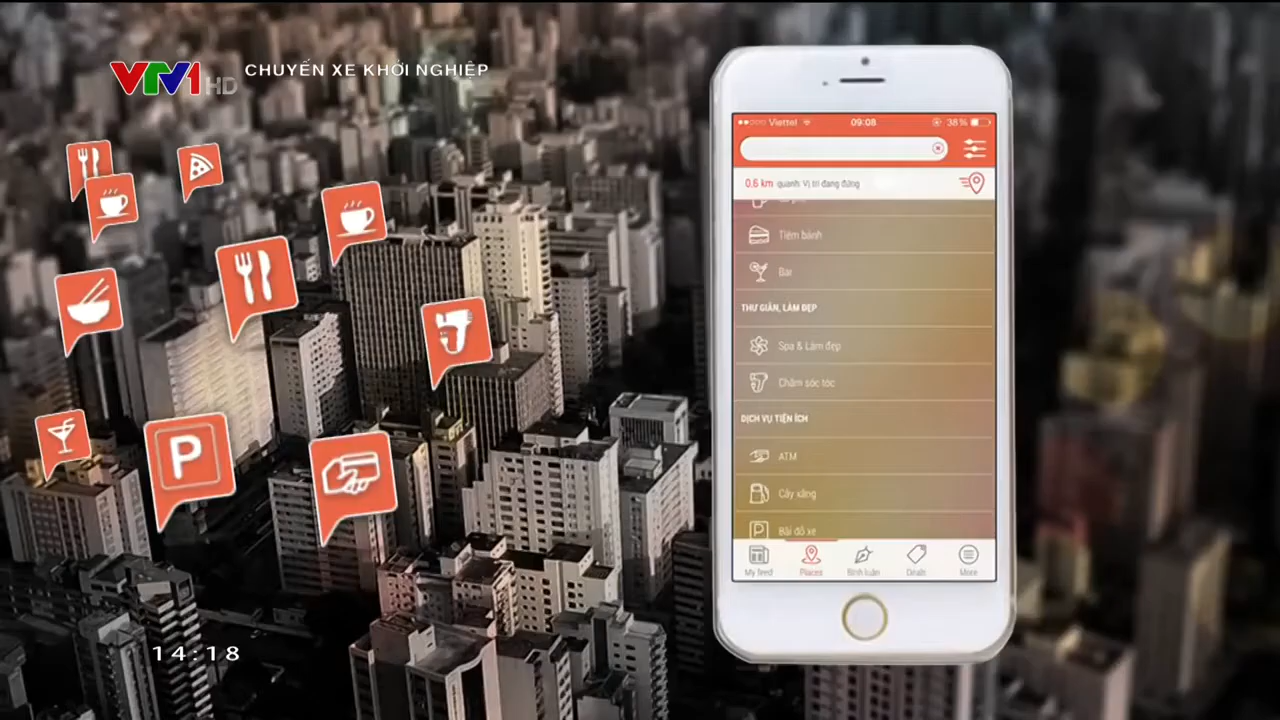 VTV1 HD
CHUYẾN XE KHỞI NGHIỆP
Viettel
09:08
38%
0.6 km quanh: Vị trí đang đứng
Tiệm bánh
Bar
THƯ GIÃN, LÀM ĐẸP
Spa & Làm đẹp
Chăm sóc tóc
DỊCH VỤ TIỆN ÍCH
ATM
Cây xăng
P
Bãi đỗ xe
My feed
Places
Bình luận
Deals
More
P
14:18